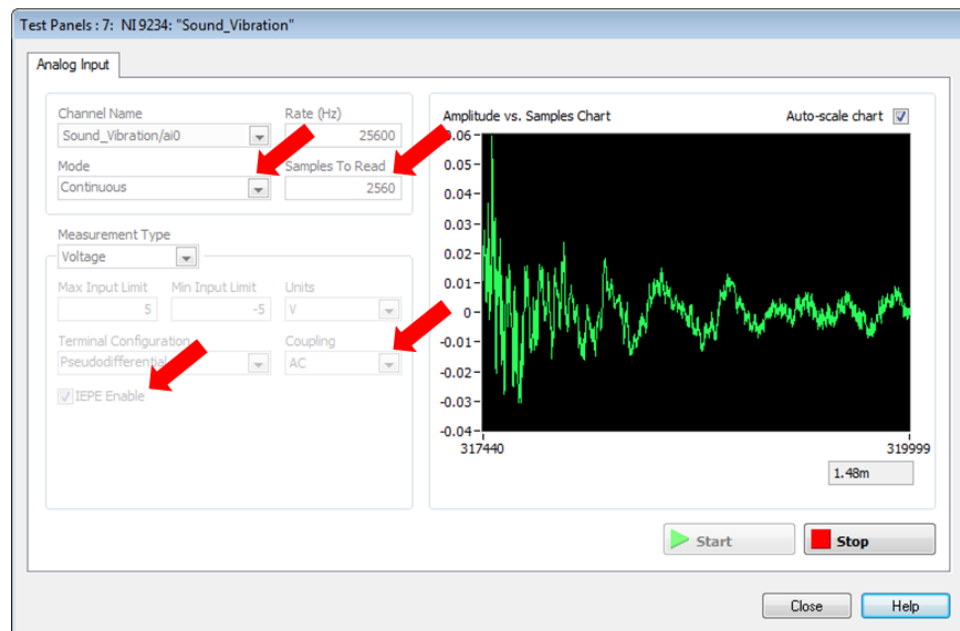 Test Panels : 7: NI 9234: "Sound_Vibration"
Analog Input
Channel Name
Rate (Hz)
Sound_Vibration/ai0
25600
Mode
Samples To Read
Continuous
2560
Measurement Type
Voltage
Max Input Limit
Min Input Limit
Units
5
-5
V
Terminal Configuration
Coupling
Pseudodifferential
AC
IEPE Enable
Amplitude vs. Samples Chart
Auto-scale chart
0.06
0.05
0.04
0.03
0.02
0.01
0
-0.01
-0.02
-0.03
-0.04
317440
319999
1.48m
Start
Stop
Close
Help